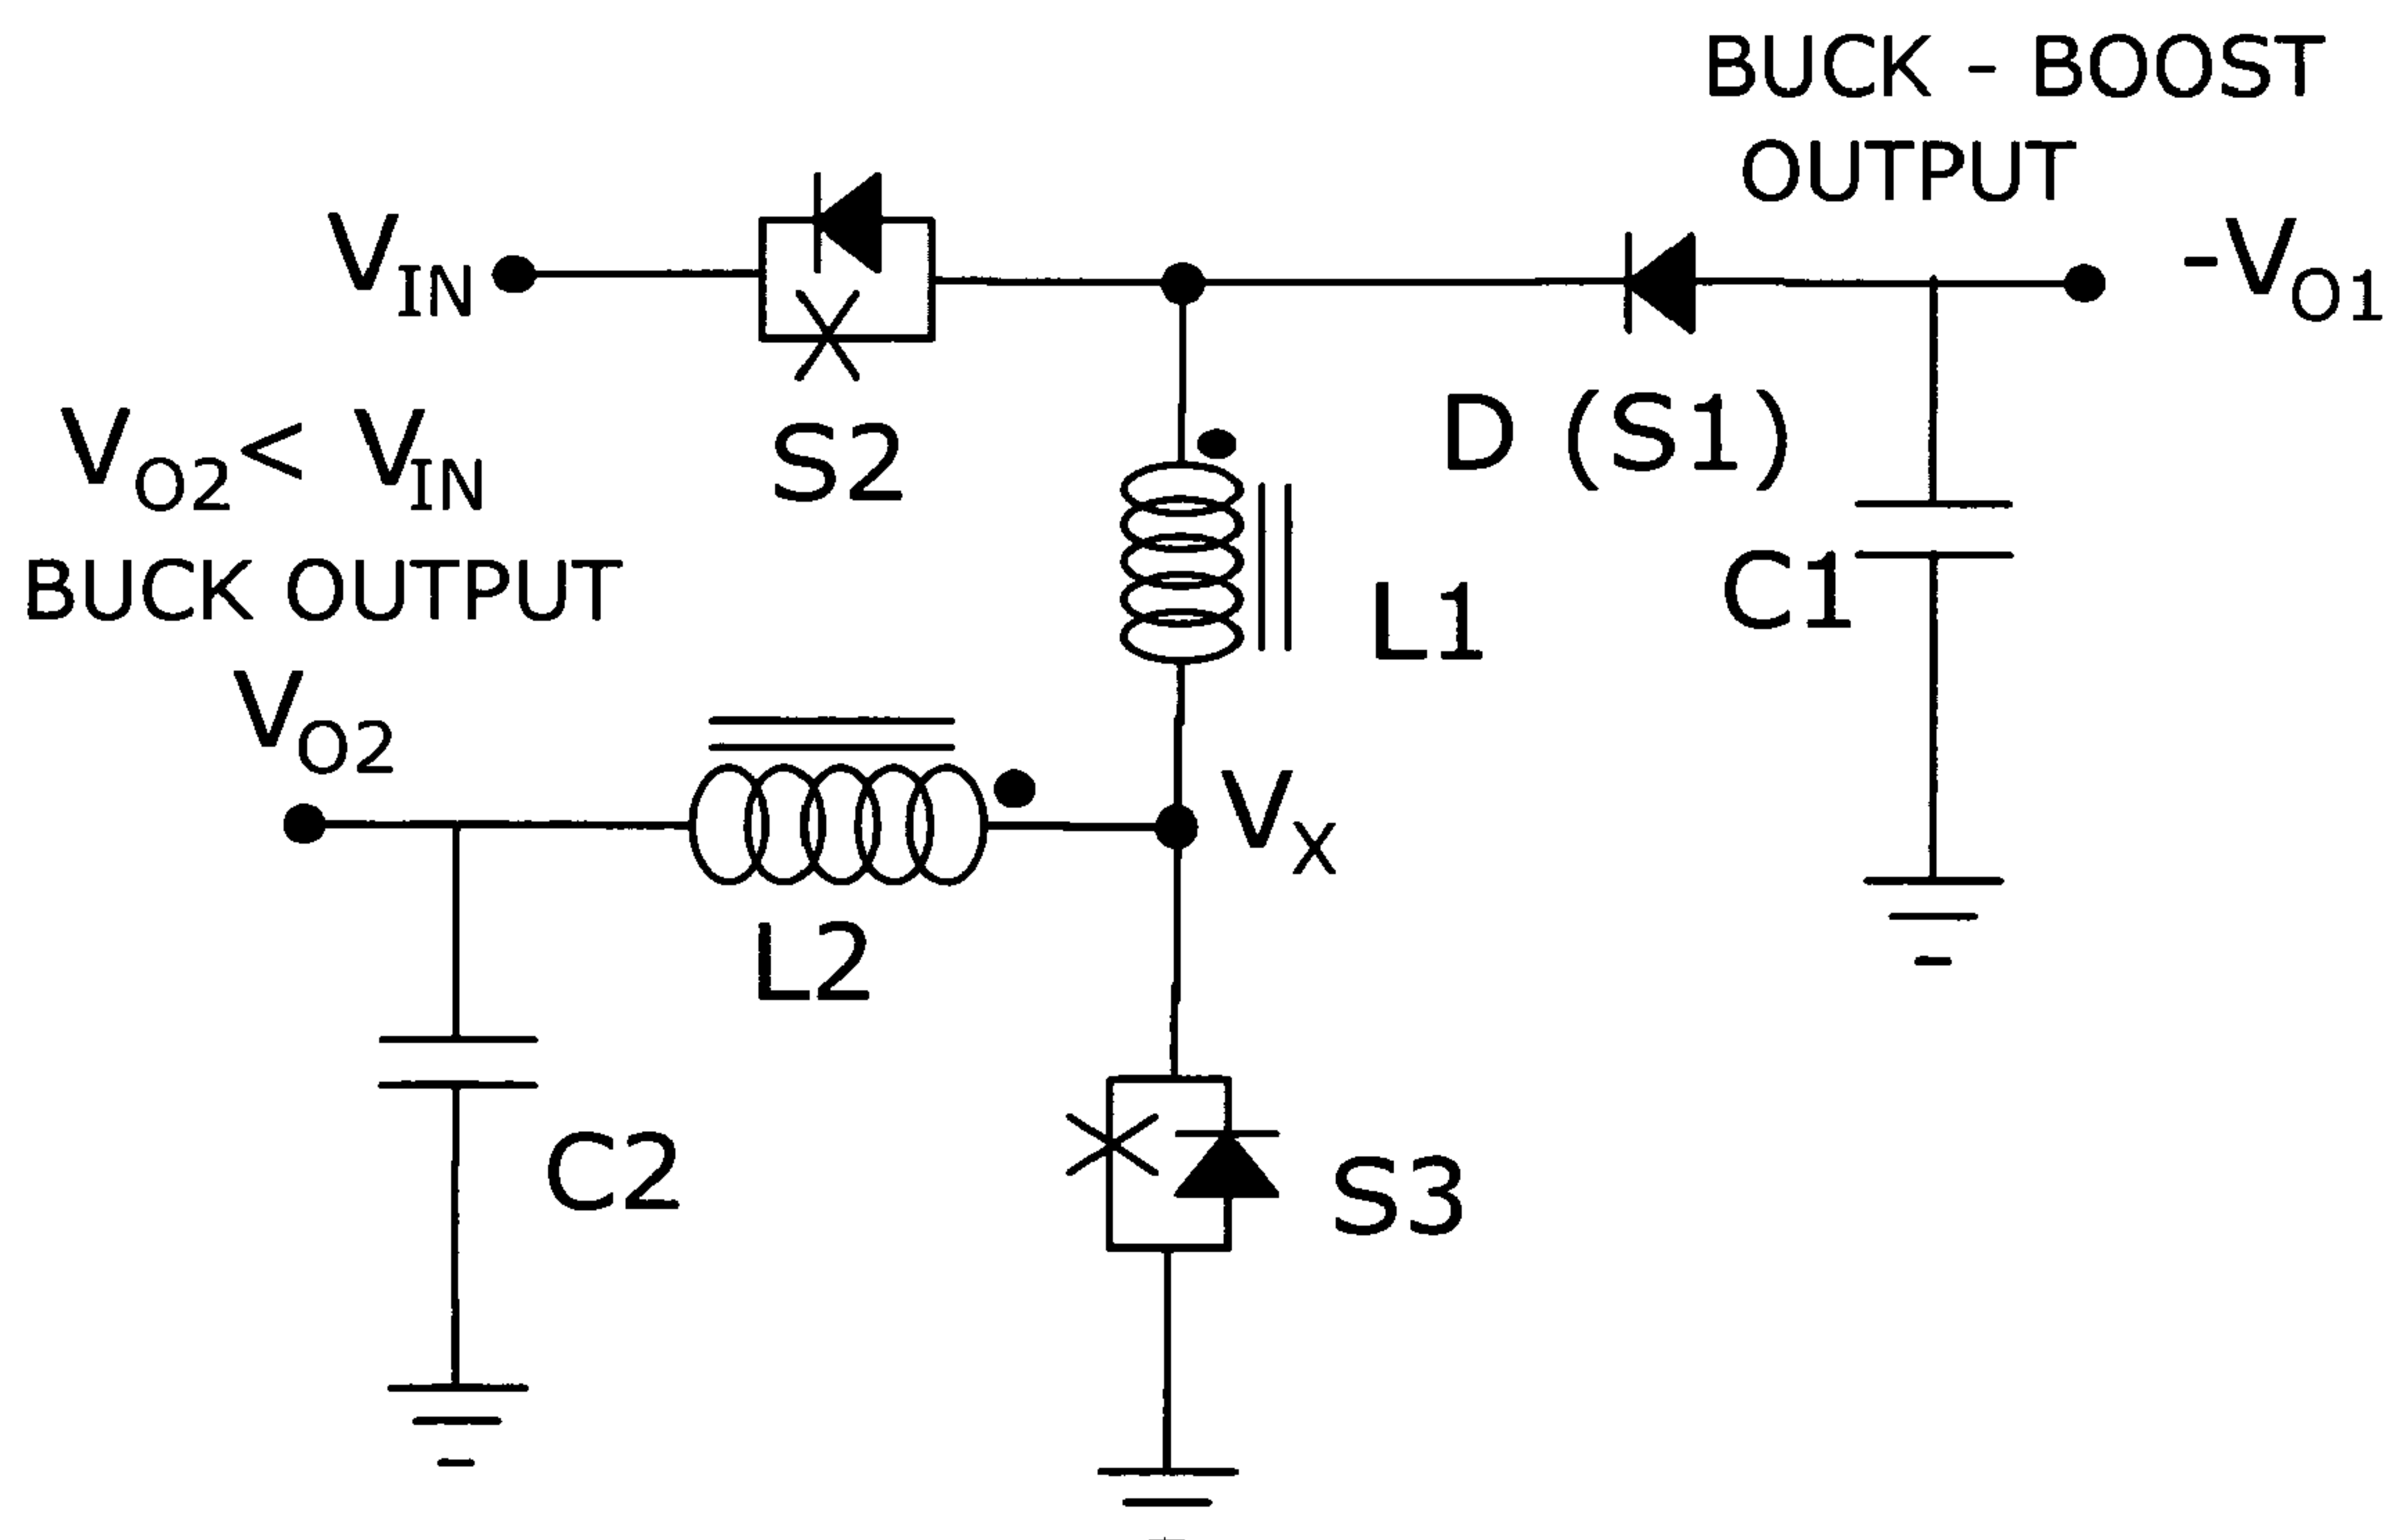 BUCK - BOOST
OUTPUT
VIN
-VO1
S2
D (S1)
VO2< VIN
BUCK OUTPUT
C1
L1
VO2
VX
L2
C2
S3